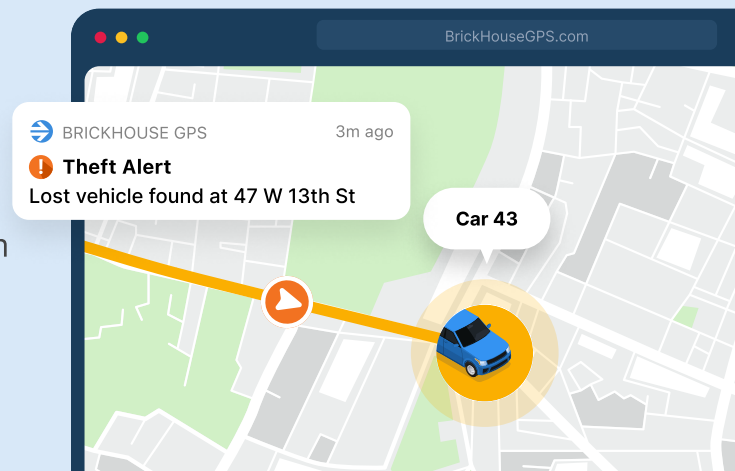 BrickHouseGPS.com
BRICKHOUSE GPS 3m ago
Theft Alert
Lost vehicle found at 47 W 13th St
Car 43